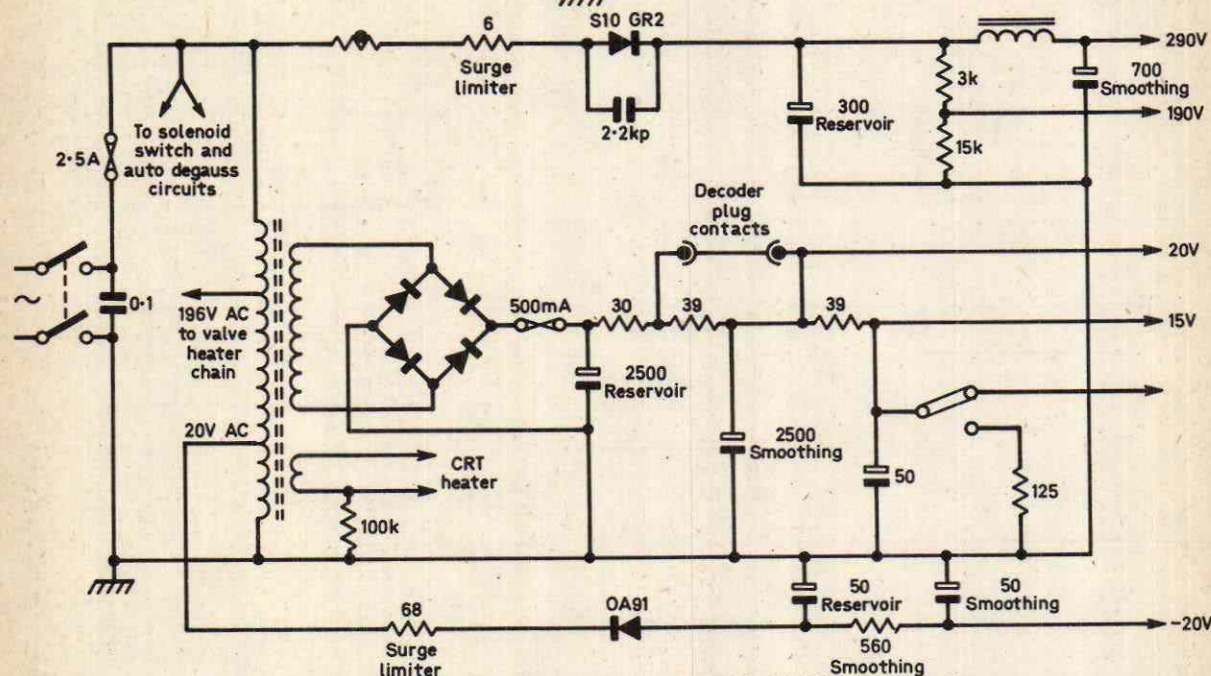 6
S10 GR2
Surge
limiter
2·2kp
300
Reservoir
3k
15k
290V
700
Smoothing
190V
To solenoid
switch and
auto degauss
circuits
2·5A
0·1
~
196V AC
to valve
heater
chain
20V AC
500mA
30
39
39
Decoder
plug
contacts
20V
15V
2500
Reservoir
2500
Smoothing
50
125
CRT
heater
100k
68
Surge
limiter
OA91
50
Reservoir
560
Smoothing
50
Smoothing
-20V